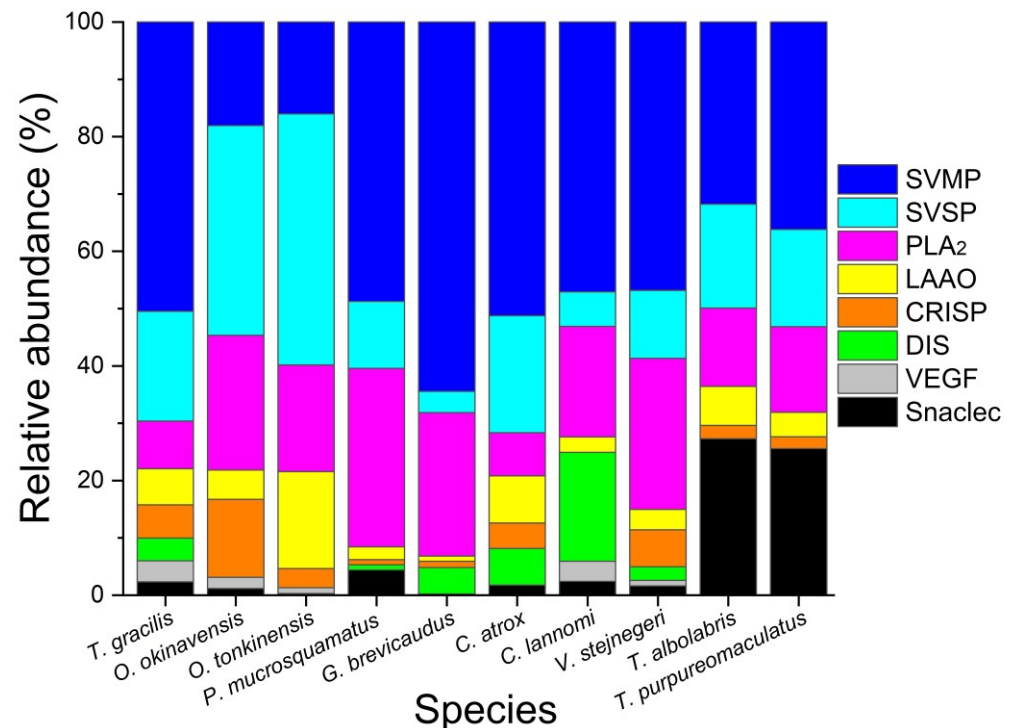 Relative abundance (%)
100
80
60
40
20
0
SVMP
SVSP
PLA2
LAAO
CRISP
DIS
VEGF
Snaclec
T. gracilis
O. okinavensis
O. tonkinensis
P. mucrosquamatus
G. brevicaudus
C. atrox
C. lannomi
V. stejnegeri
T. albolabris
T. purpureomaculatus
Species